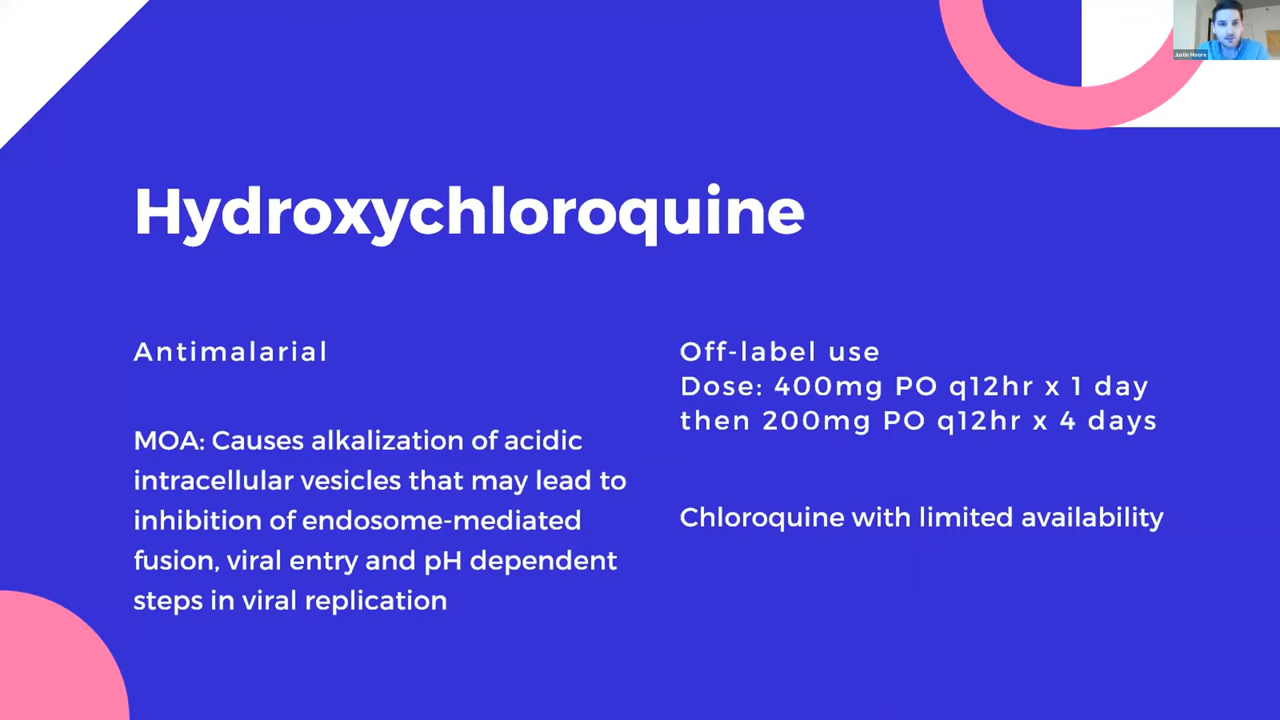 Justin Moore
Hydroxychloroquine
Antimalarial
MOA: Causes alkalization of acidic
intracellular vesicles that may lead to
inhibition of endosome-mediated
fusion, viral entry and pH dependent
steps in viral replication
Off-label use
Dose: 400mg PO q12hr x 1 day
then 200mg PO q12hr x 4 days
Chloroquine with limited availability